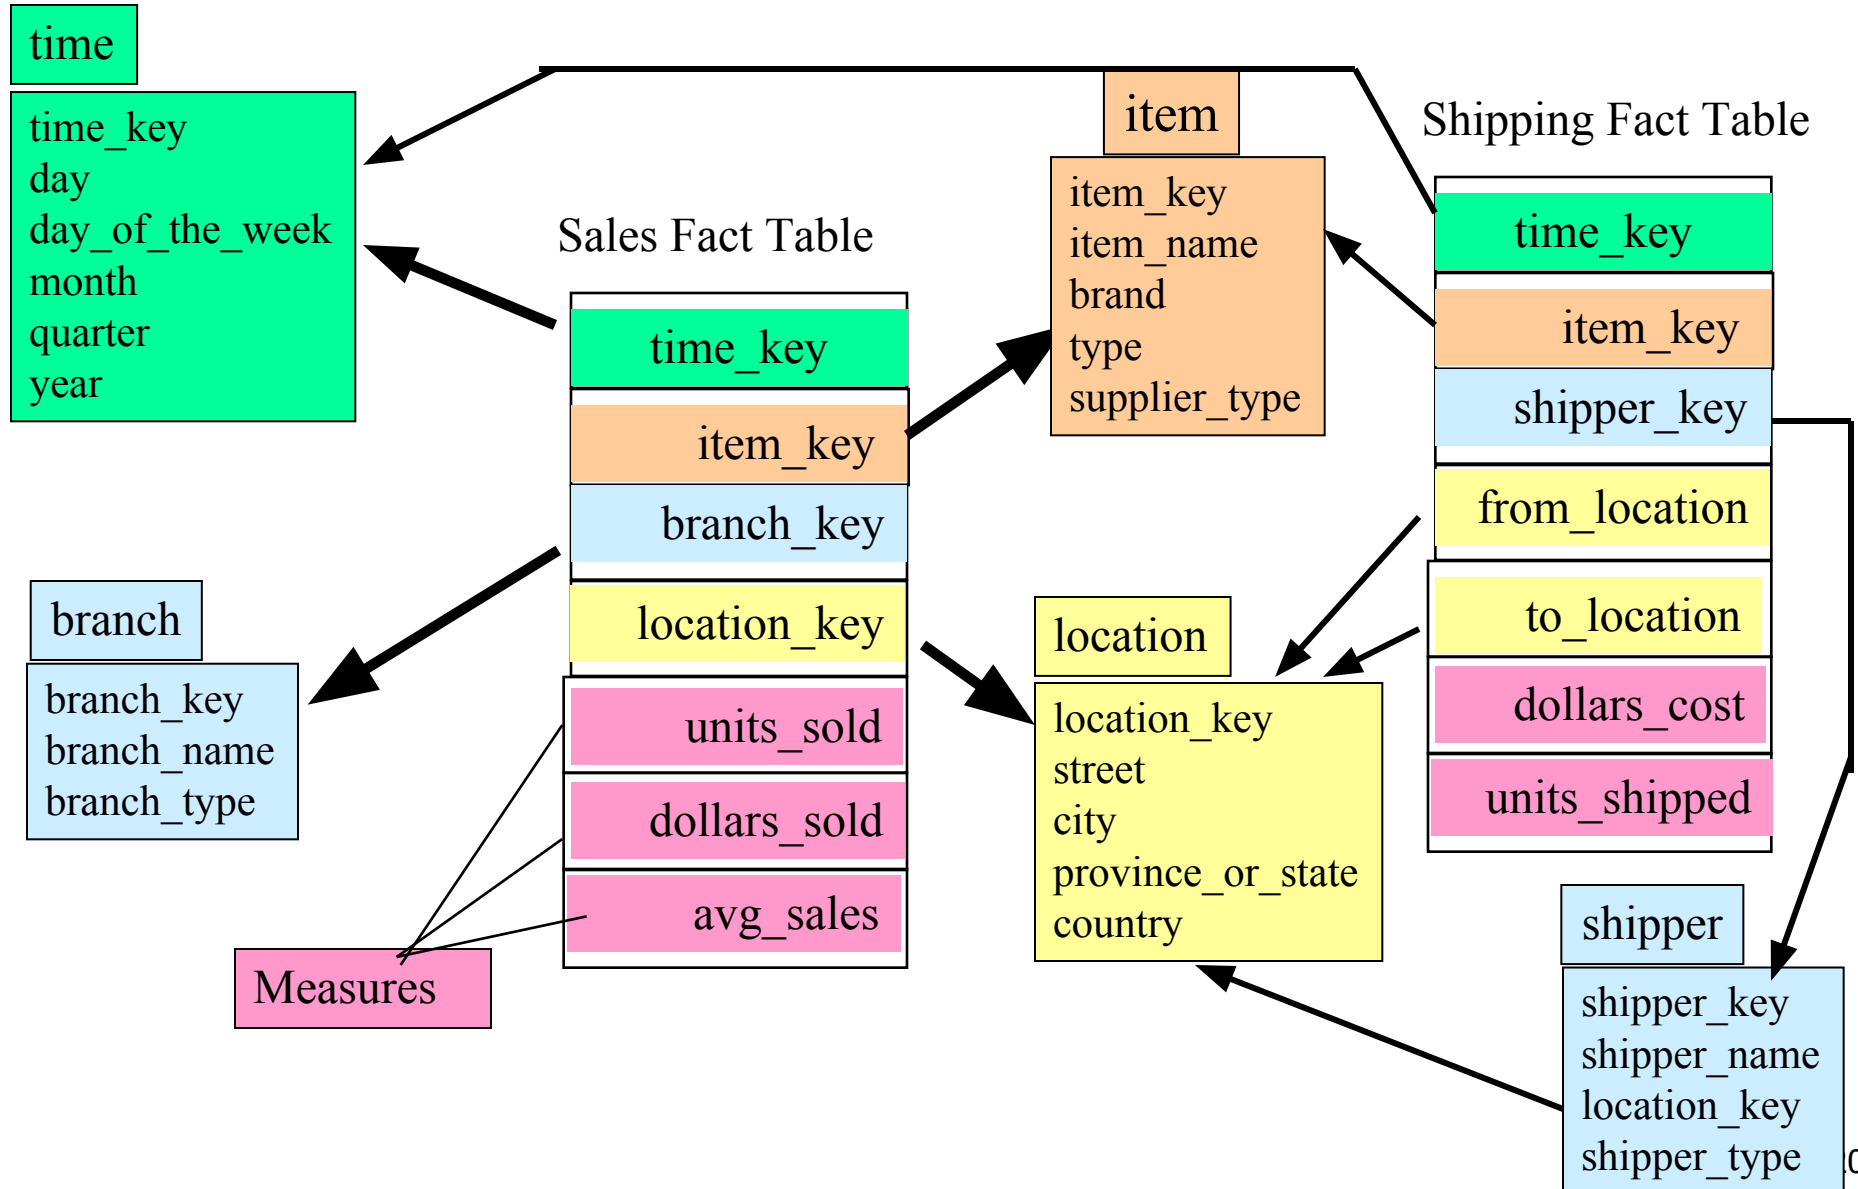 time
time_key
day
day_of_the_week
month
quarter
year
Sales Fact Table
time_key
item_key
branch_key
location_key
units_sold
dollars_sold
avg_sales
Measures
branch
branch_key
branch_name
branch_type
item
item_key
item_name
brand
type
supplier_type
location
location_key
street
city
province_or_state
country
Shipping Fact Table
time_key
item_key
shipper_key
from_location
to_location
dollars_cost
units_shipped
shipper
shipper_key
shipper_name
location_key
shipper_type